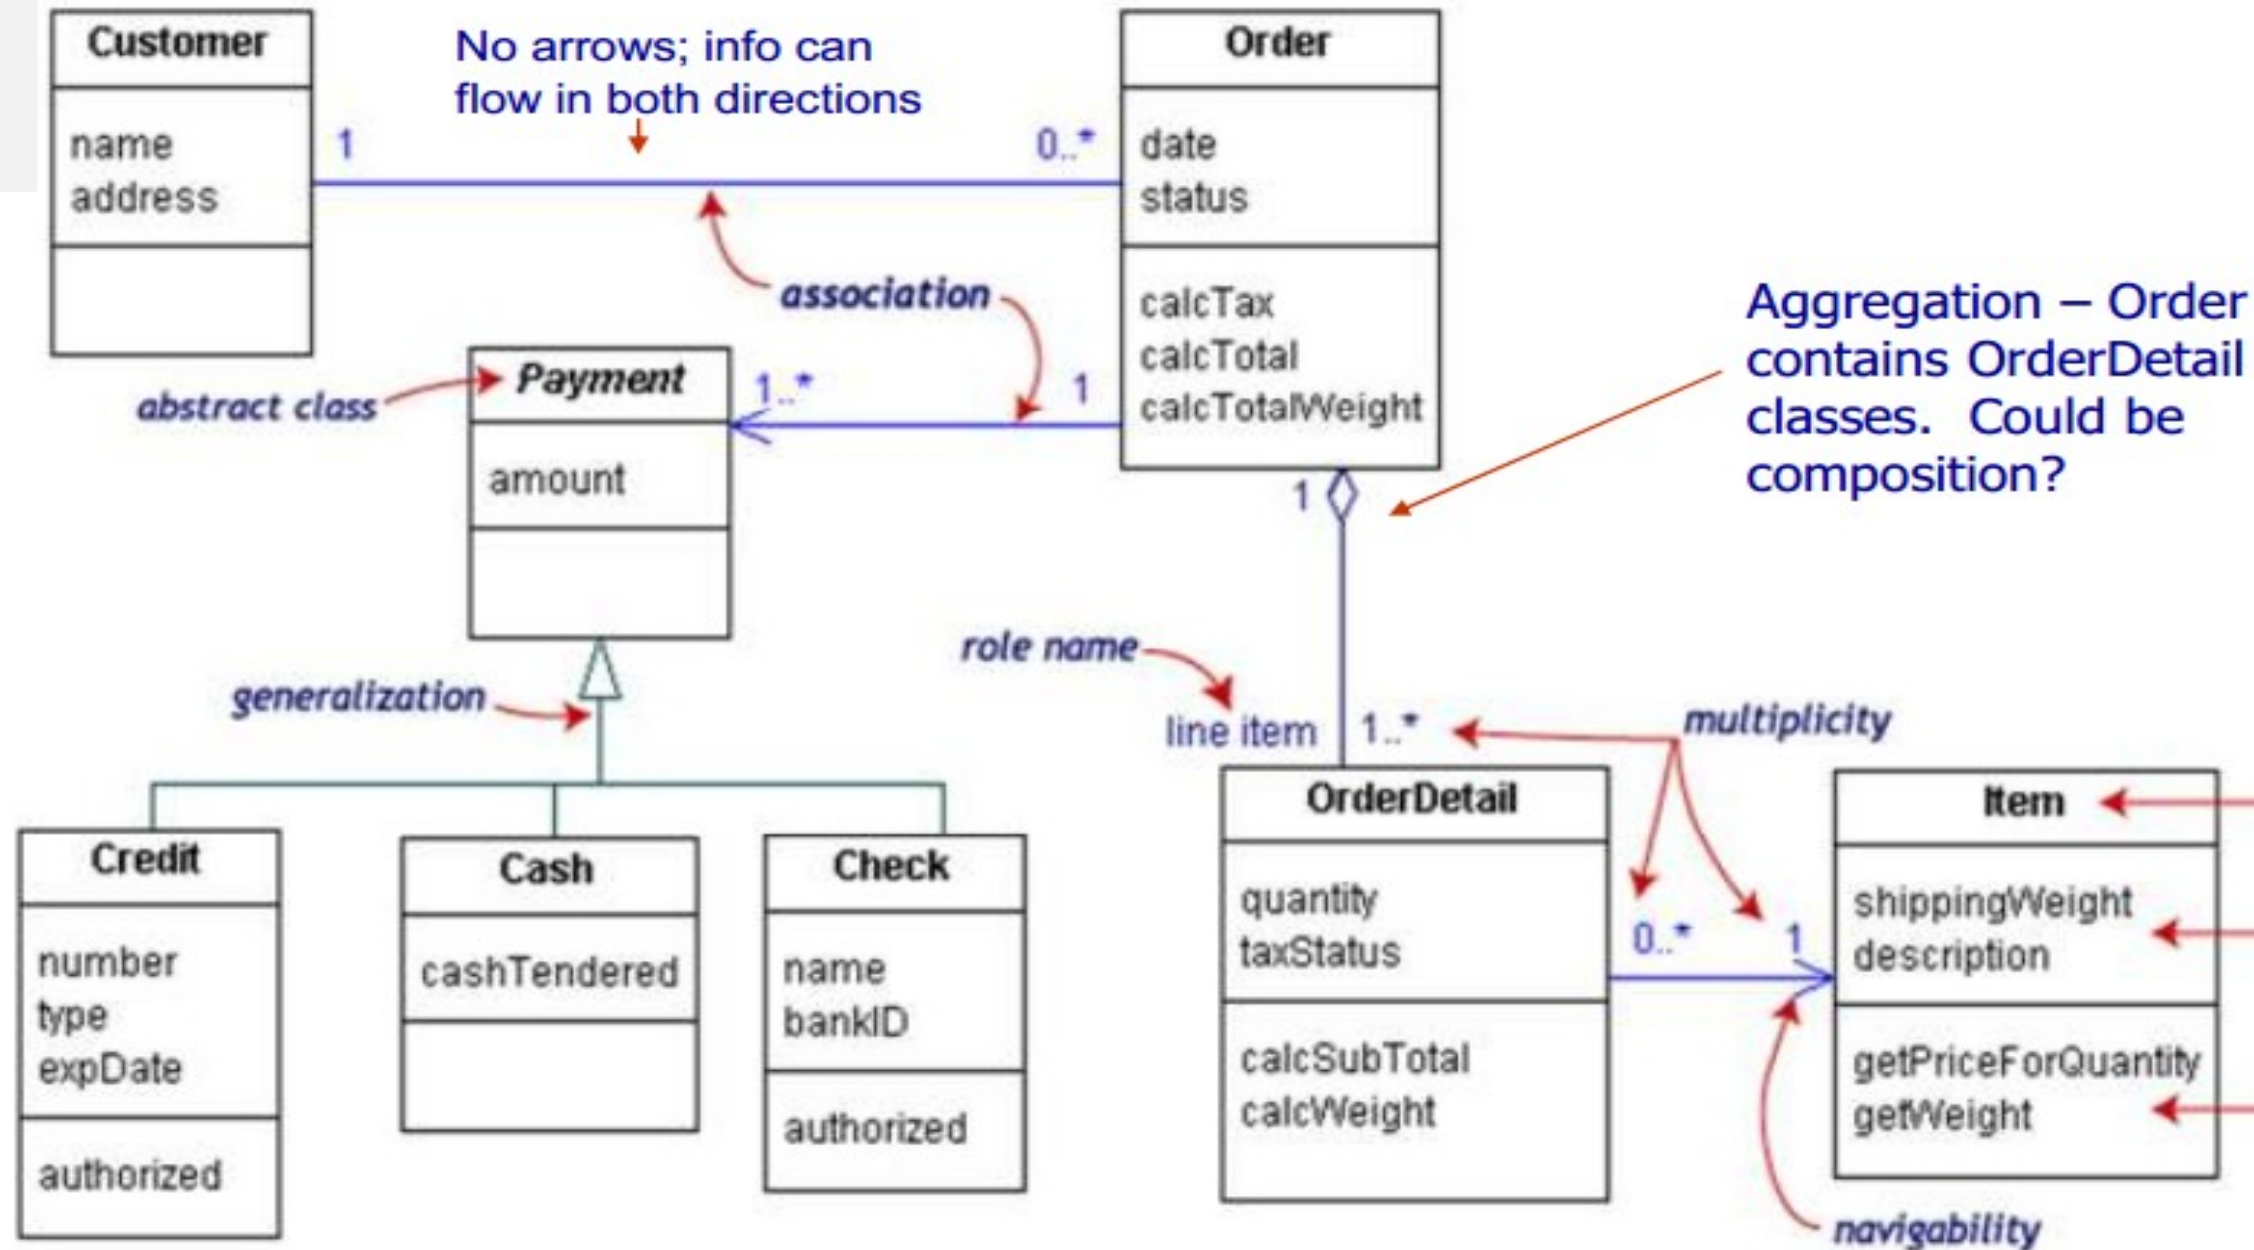 Customer
name
address
No arrows; info can
flow in both directions
1
0..*
Order
date
status
calcTax
calcTotal
calcTotalWeight
association
abstract class
Payment
amount
1..*
1
Aggregation – Order
contains OrderDetail
classes.  Could be
composition?
1
role name
line item
1..*
multiplicity
generalization
Credit
number
type
expDate
authorized
Cash
cashTendered
Check
name
bankID
authorized
OrderDetail
quantity
taxStatus
calcSubTotal
calcWeight
0..*
1
Item
shippingWeight
description
getPriceForQuantity
getWeight
navigability